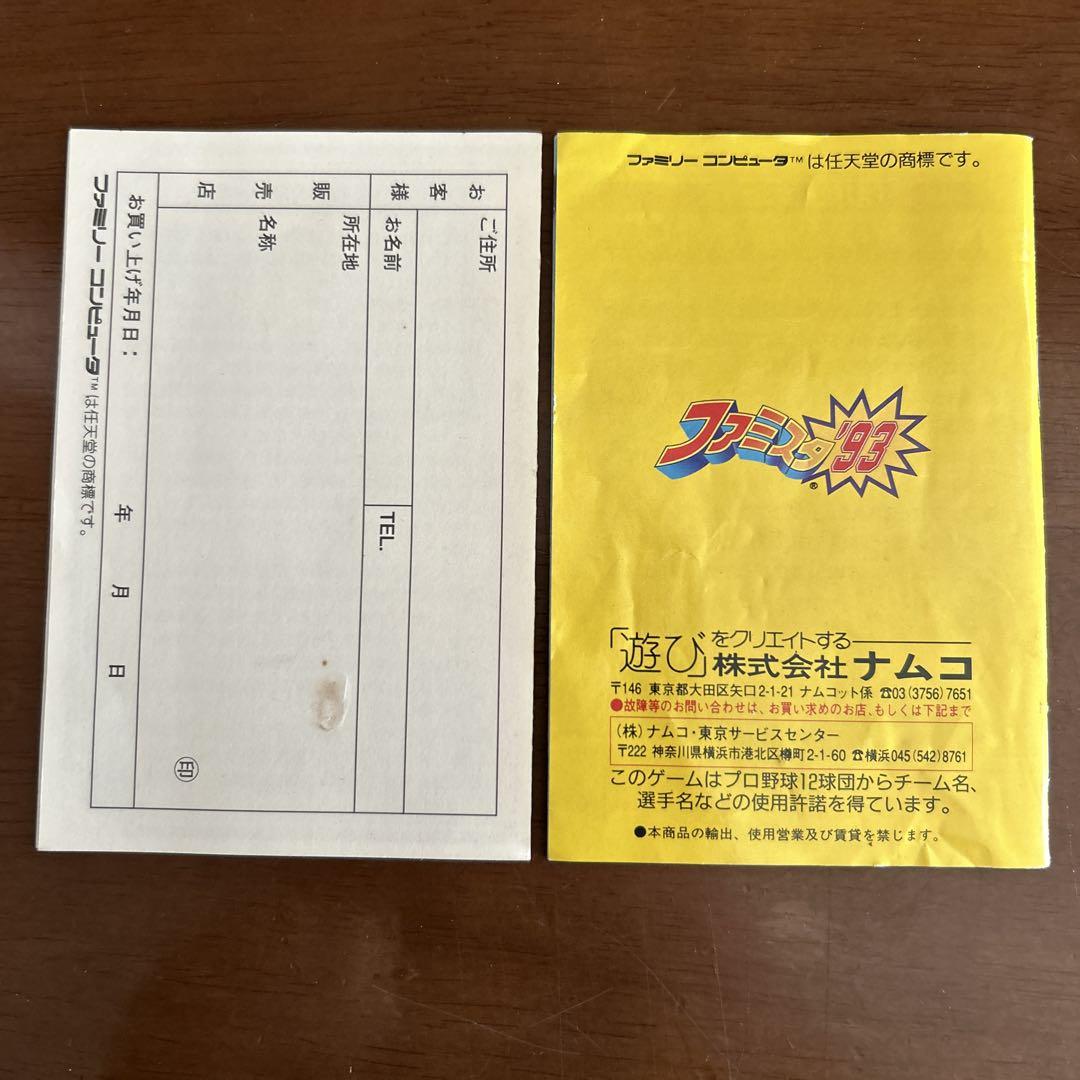 お客様
ご住所
お名前
TEL.
販売店
所在地
名称
印
お買い上げ年月日：　年　月　日
ファミリー コンピュータ™は任天堂の商標です。
ファミリー コンピュータ™は任天堂の商標です。
ファミスタ'93
®
「遊び」をクリエイトする
株式会社 ナムコ
〒146 東京都大田区矢口2-1-21 ナムコット係 ☎03(3756)7651
●故障等のお問い合わせは、お買い求めのお店、もしくは下記まで
(株)ナムコ・東京サービスセンター
〒222 神奈川県横浜市港北区樽町2-1-60 ☎横浜045(542)8761
このゲームはプロ野球12球団からチーム名、
選手名などの使用許諾を得ています。
●本商品の輸出、使用営業及び賃貸を禁じます。